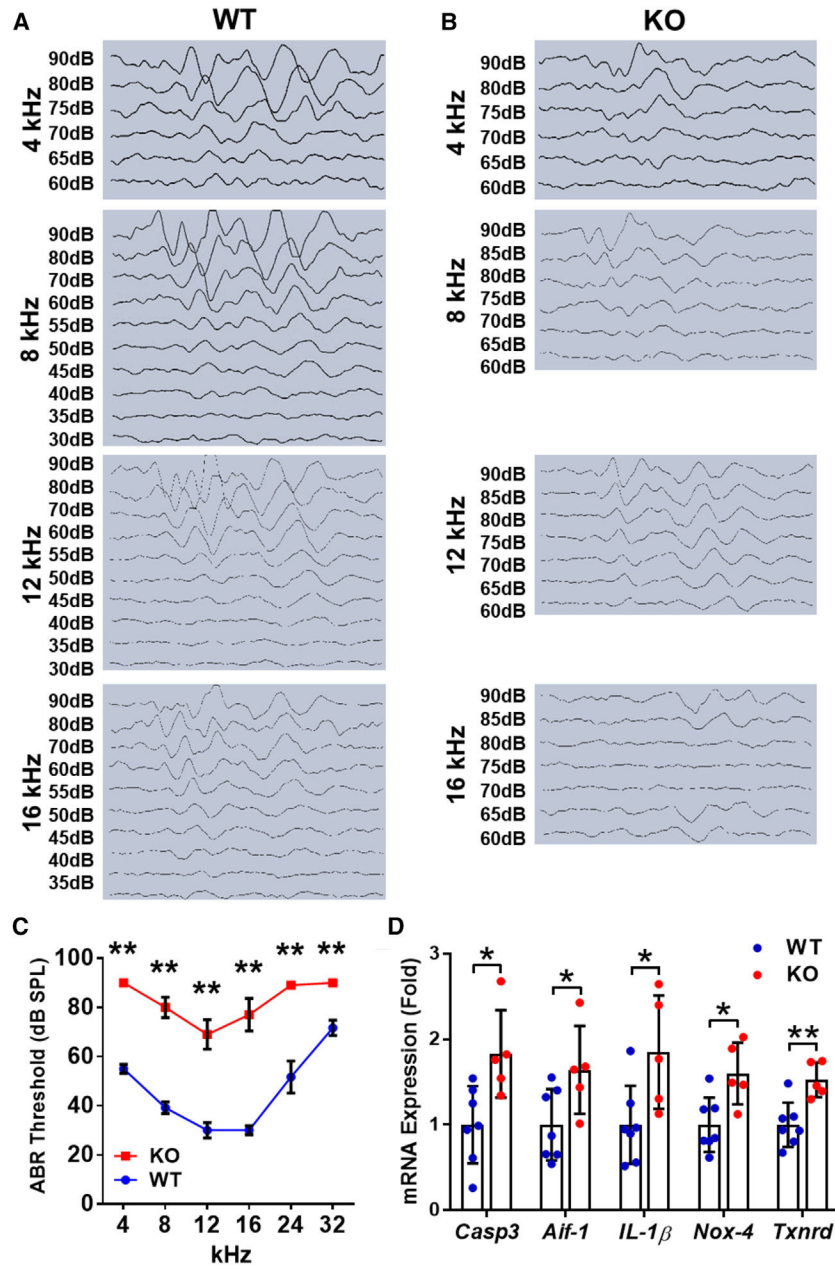 A
WT
4 kHz
90dB
80dB
75dB
70dB
65dB
60dB
8 kHz
90dB
80dB
70dB
60dB
55dB
50dB
45dB
40dB
35dB
30dB
12 kHz
90dB
80dB
70dB
60dB
55dB
50dB
45dB
40dB
35dB
30dB
16 kHz
90dB
80dB
70dB
60dB
55dB
50dB
45dB
40dB
35dB
B
KO
4 kHz
90dB
80dB
75dB
70dB
65dB
60dB
8 kHz
90dB
85dB
80dB
75dB
70dB
65dB
60dB
12 kHz
90dB
85dB
80dB
75dB
70dB
65dB
60dB
16 kHz
90dB
85dB
80dB
75dB
70dB
65dB
60dB
C
ABR Threshold (dB SPL)
100
80
60
40
20
0
** ** ** ** ** **
KO
WT
4 8 12 16 24 32
kHz
D
mRNA Expression (Fold)
3
2
1
0
WT
KO
* * * * **
Casp3 Aif-1 IL-1β Nox-4 Txnrd